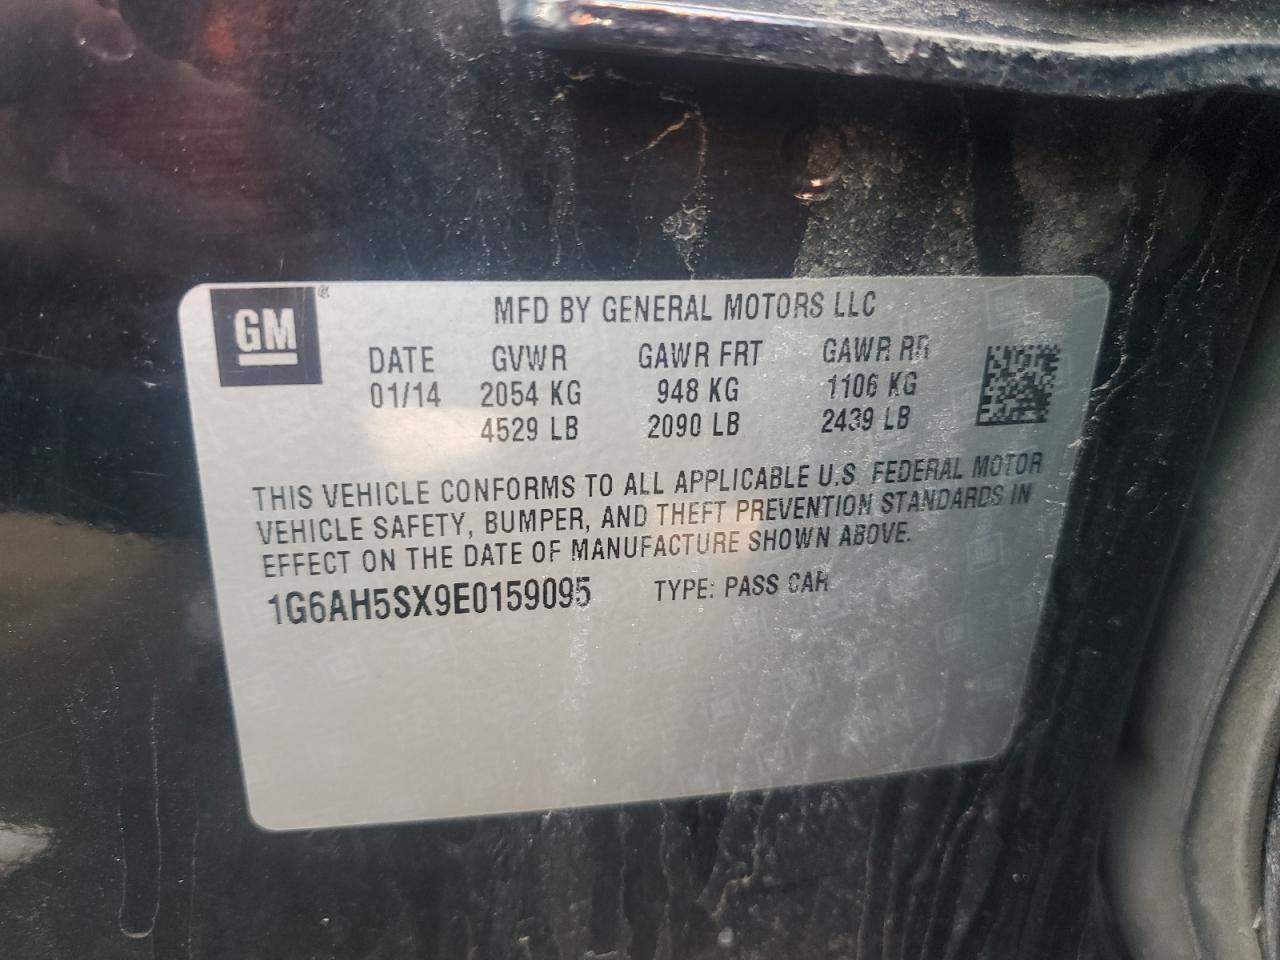 GM
MFD BY GENERAL MOTORS LLC
DATE GVWR GAWR FRT GAWR RR
01/14 2054 KG 948 KG 1106 KG
4529 LB 2090 LB 2439 LB
THIS VEHICLE CONFORMS TO ALL APPLICABLE U.S. FEDERAL MOTOR
VEHICLE SAFETY, BUMPER, AND THEFT PREVENTION STANDARDS IN
EFFECT ON THE DATE OF MANUFACTURE SHOWN ABOVE.
1G6AH5SX9E0159095 TYPE: PASS CAR